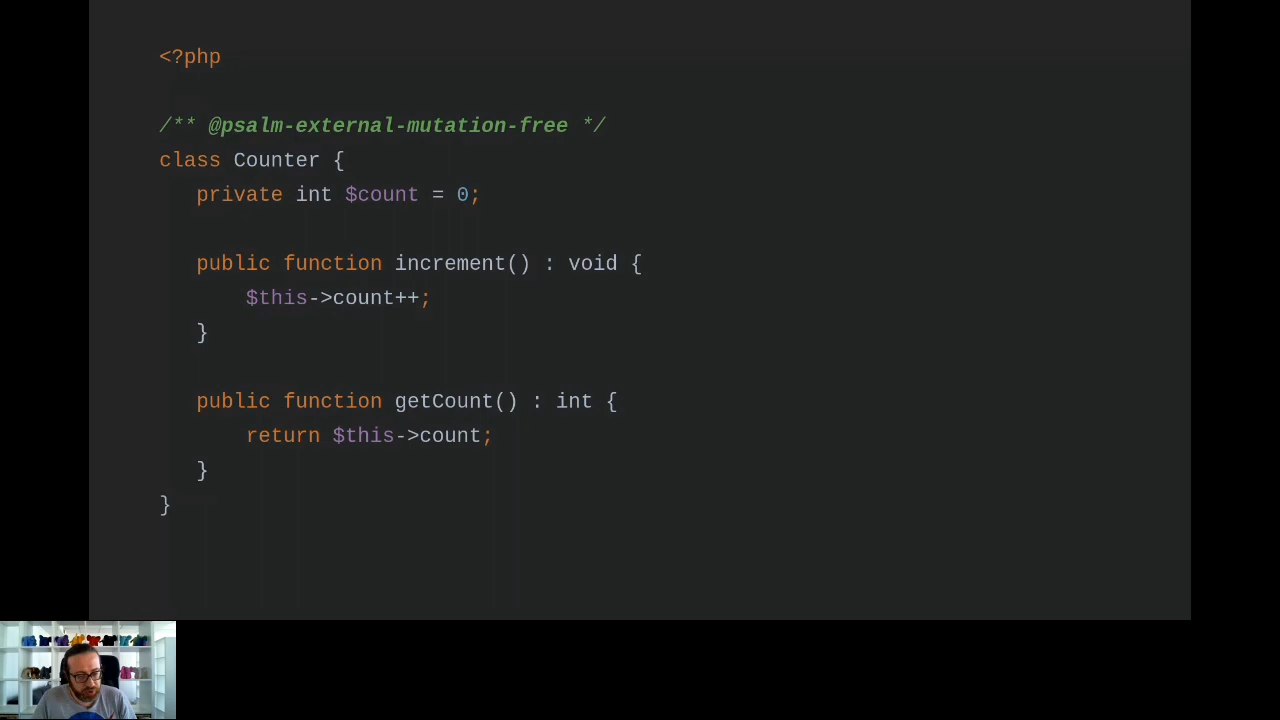 <?php
/** @psalm-external-mutation-free */
class Counter {
private int $count = 0;
public function increment() : void {
$this->count++;
}
public function getCount() : int {
return $this->count;
}
}